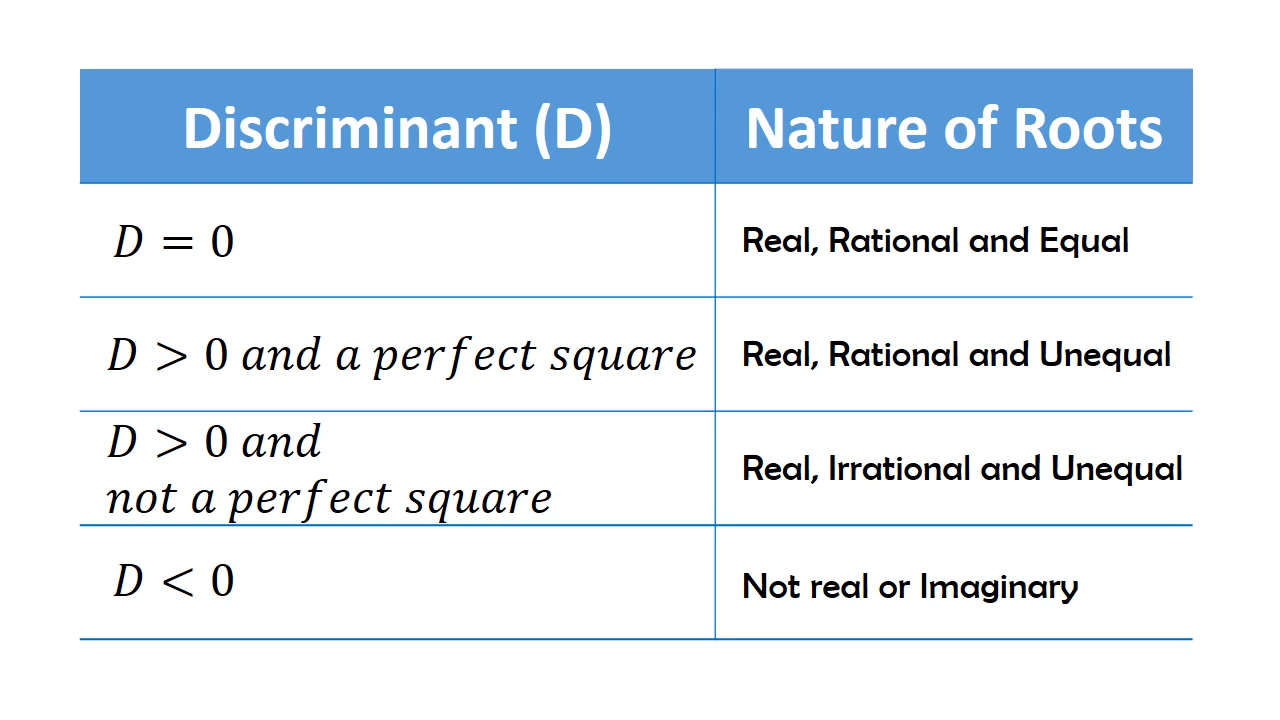 Discriminant (D) Nature of Roots
D = 0 Real, Rational and Equal
D > 0 and a perfect square Real, Rational and Unequal
D > 0 and
not a perfect square Real, Irrational and Unequal
D < 0 Not real or Imaginary